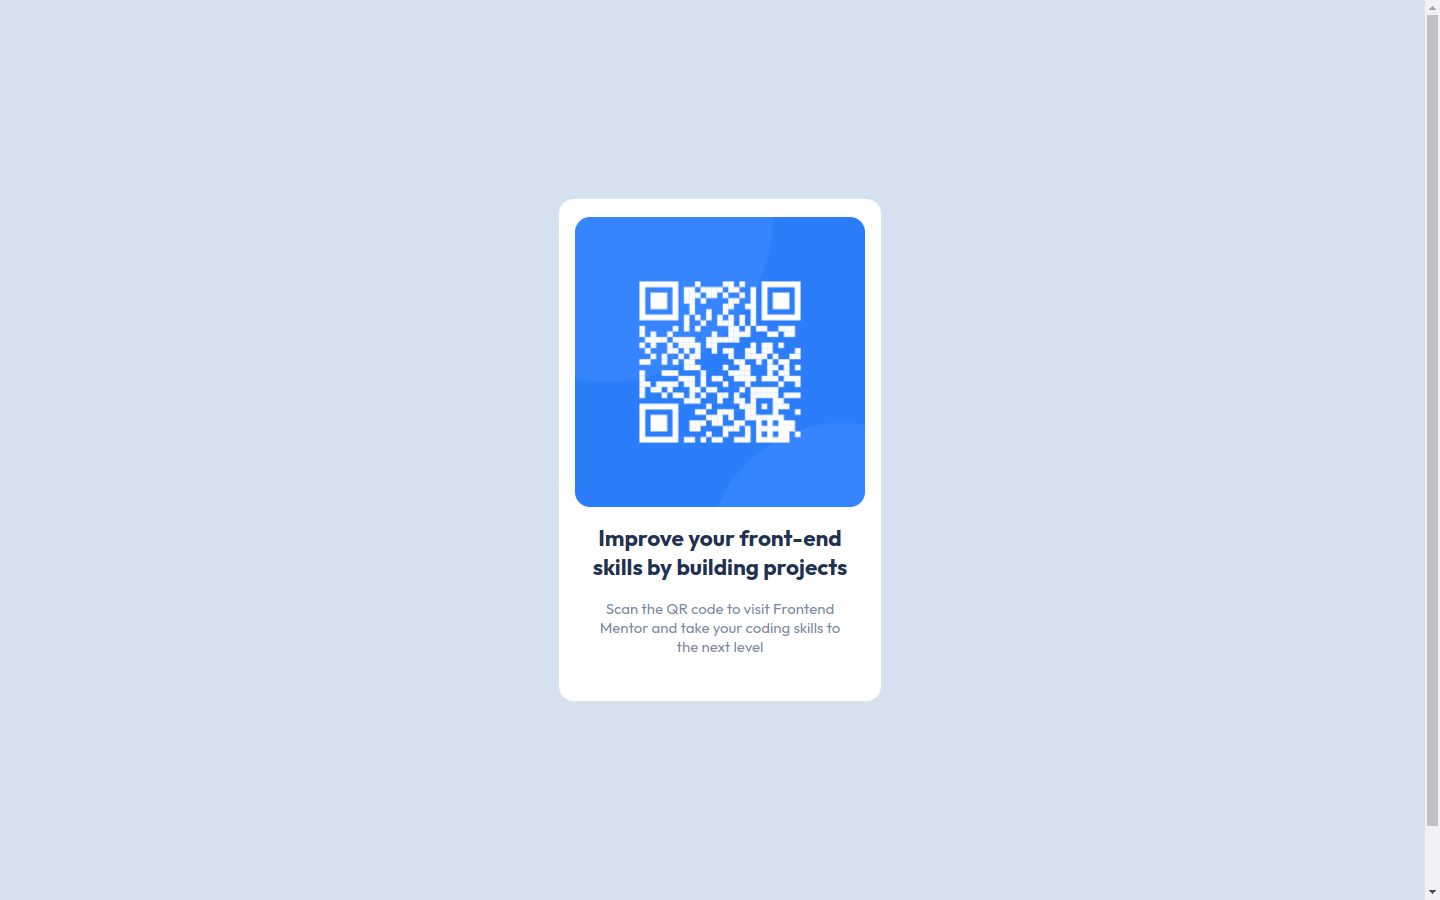 Improve your front-end
skills by building projects
Scan the QR code to visit Frontend
Mentor and take your coding skills to
the next level